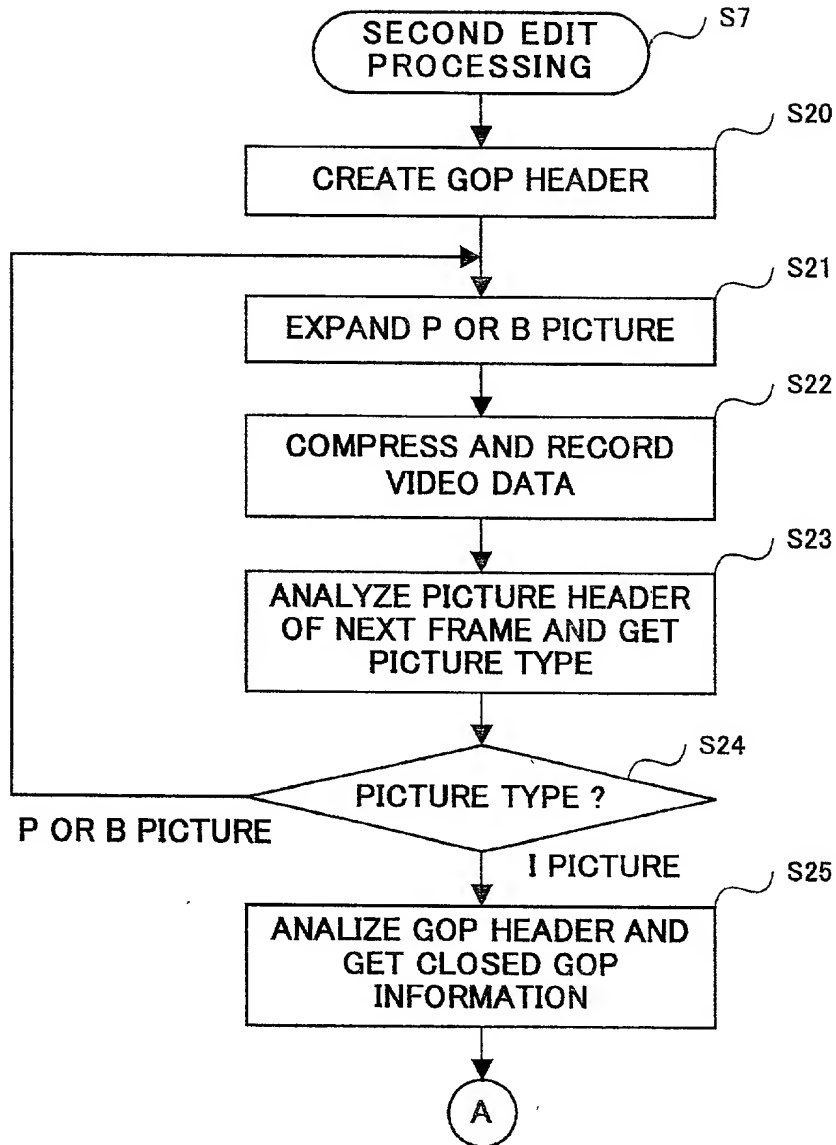 SECOND EDIT
PROCESSING
S7
S20
CREATE GOP HEADER
S21
EXPAND P OR B PICTURE
S22
COMPRESS AND RECORD
VIDEO DATA
S23
ANALYZE PICTURE HEADER
OF NEXT FRAME AND GET
PICTURE TYPE
S24
PICTURE TYPE ?
P OR B PICTURE
I PICTURE
S25
ANALIZE GOP HEADER AND
GET CLOSED GOP
INFORMATION
A